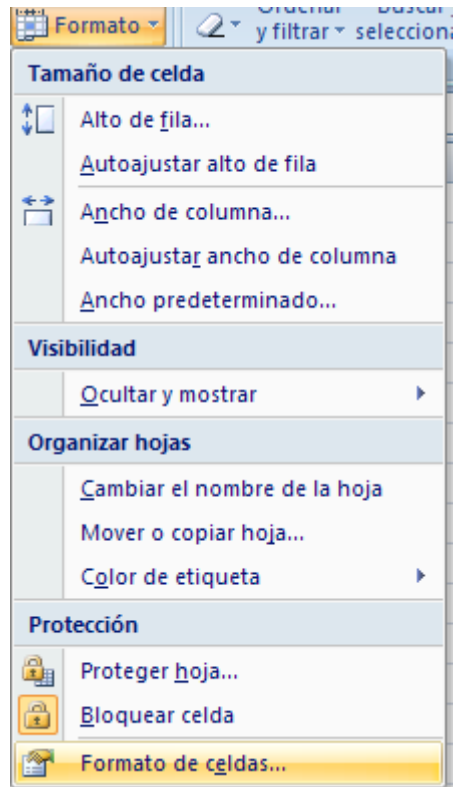 Formato
y filtrar seleccion
Tamaño de celda
Alto de fila...
Autoajustar alto de fila
Ancho de columna...
Autoajustar ancho de columna
Ancho predeterminado...
Visibilidad
Ocultar y mostrar
Organizar hojas
Cambiar el nombre de la hoja
Mover o copiar hoja...
Color de etiqueta
Protección
Proteger hoja...
Bloquear celda
Formato de celdas...